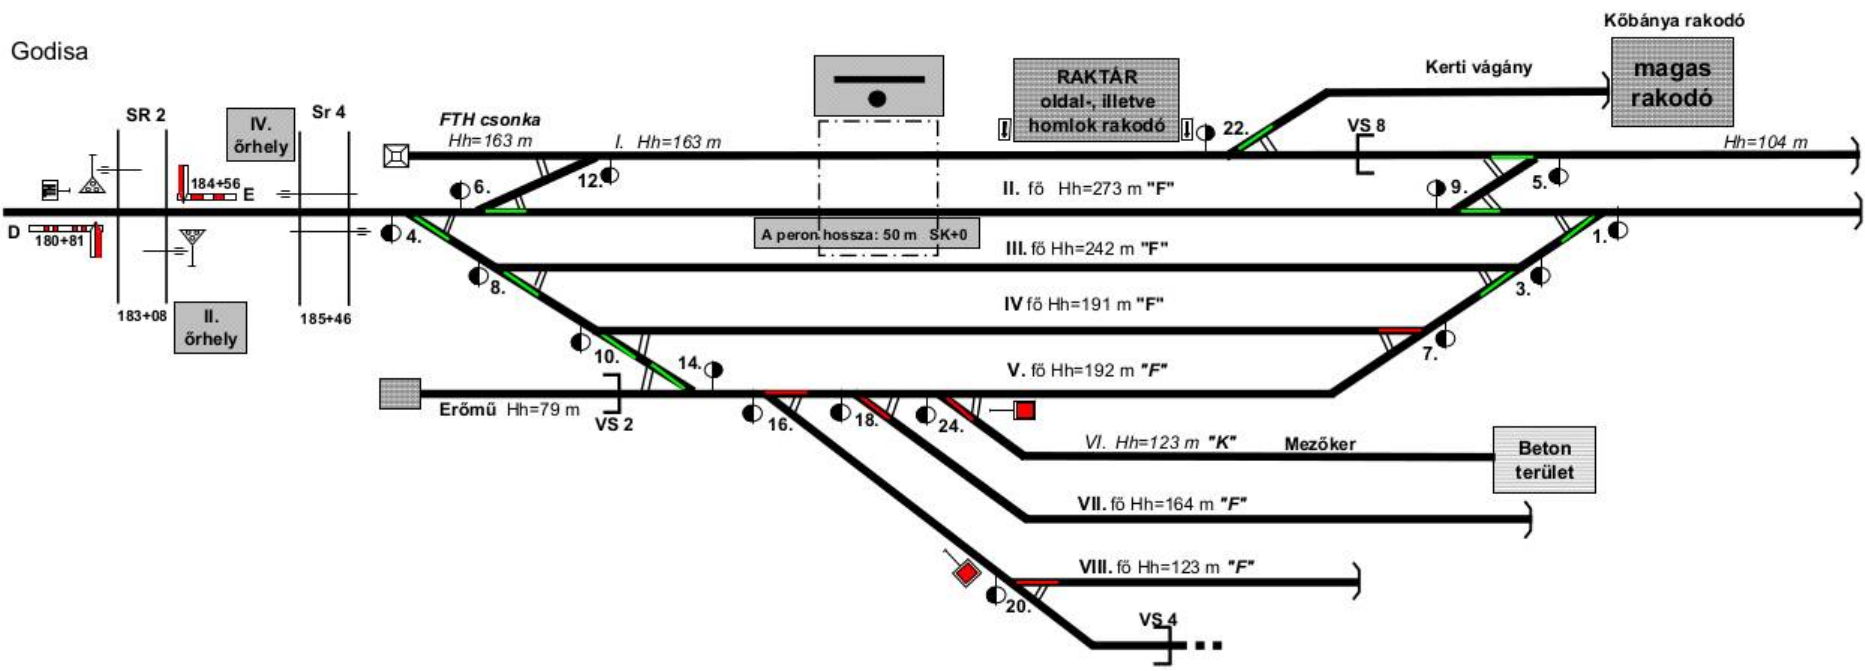 Kőbánya rakodó
Godisa
RAKTÁR
oldal-, illetve
homlok rakodó
Kerti vágány
magas
rakodó
SR 2
IV.
őrhely
Sr 4
FTH csonka
Hh=163 m
I. Hh=163 m
22.
VS 8
Hh=104 m
184+56
E
6.
12.
II. fő Hh=273 m "F"
9.
5.
D
180+81
4.
A peron hossza: 50 m SK+0
III. fő Hh=242 m "F"
1.
8.
3.
183+08
II.
őrhely
185+46
IV fő Hh=191 m "F"
10.
14.
7.
V. fő Hh=192 m "F"
Erőmű Hh=79 m
VS 2
16.
18.
24.
VI. Hh=123 m "K"
Mezőker
Beton
terület
VII. fő Hh=164 m "F"
VIII. fő Hh=123 m "F"
20.
VS 4